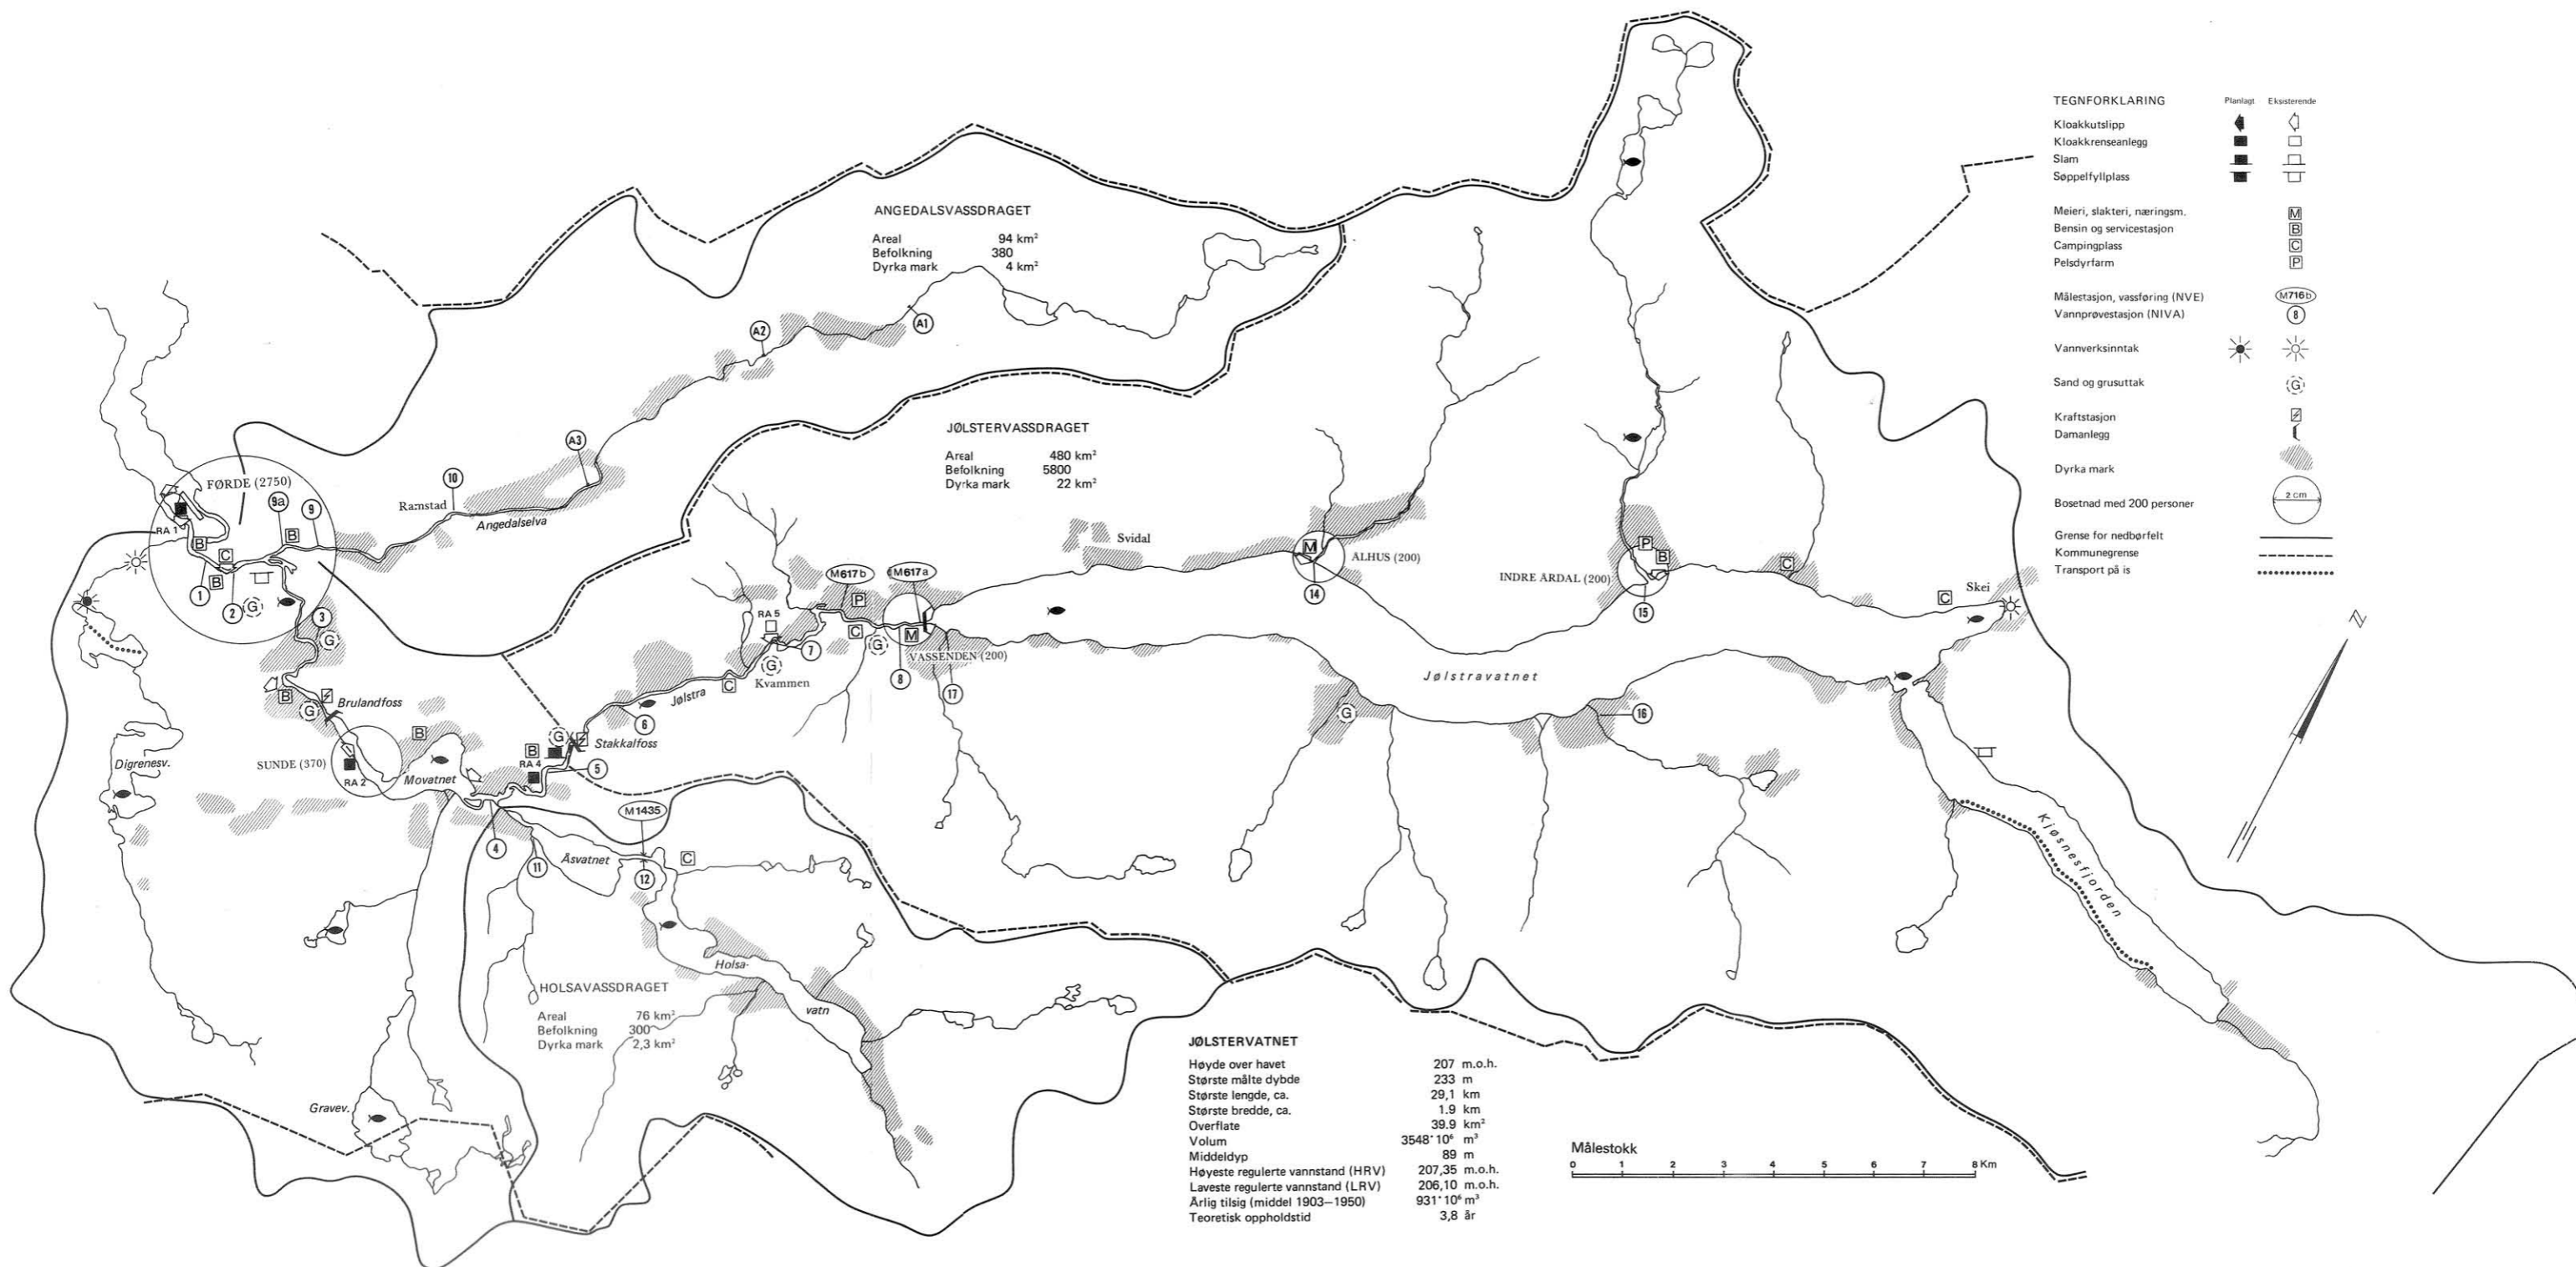 TEGNFORKLARING Planlagt Eksisterende
Kloakkutslipp
Kloakkrenseanlegg
Slam
Søppelfyllplass
Meieri, slakteri, næringsm. M
Bensin og servicestasjon B
Campingplass C
Pelsdyrfarm P
Målestasjon, vassføring (NVE) M716b
Vannprøvestasjon (NIVA) 8
Vannverksinntak
Sand og grusuttak G
Kraftstasjon
Damanlegg
Dyrka mark
Bosetnad med 200 personer 2 cm
Grense for nedbørfelt
Kommunegrense
Transport på is
N
ANGEDALSVASSDRAGET
Areal 94 km²
Befolkning 380
Dyrka mark 4 km²
A1
A2
A3
10
Ramstad
Angedalselva
JØLSTERVASSDRAGET
Areal 480 km²
Befolkning 5800
Dyrka mark 22 km²
FØRDE (2750)
9a
9
B
RA 1
B
C
B
1
2
G
3
G
B
G
Brulandfoss
SUNDE (370)
RA 2
B
Movatnet
Digrenesv.
B
G
RA 4
Stakkalfoss
5
6
4
Jølstra
C
Kvammen
G
RA 5
7
M617b
P
C
G
M617a
M
VASSENDEN (200)
8
17
Svidal
M
ALHUS (200)
14
INDRE ÅRDAL (200)
P
B
15
C
C
Skei
Jølstravatnet
G
16
Kjøsnesfjorden
M1435
11
Åsvatnet
12
C
Holsa-
vatn
HOLSAVASSDRAGET
Areal 76 km²
Befolkning 300
Dyrka mark 2,3 km²
Gravev.
JØLSTERVATNET
Høyde over havet 207 m.o.h.
Største målte dybde 233 m
Største lengde, ca. 29,1 km
Største bredde, ca. 1.9 km
Overflate 39.9 km²
Volum 3548·10⁶ m³
Middeldyp 89 m
Høyeste regulerte vannstand (HRV) 207,35 m.o.h.
Laveste regulerte vannstand (LRV) 206,10 m.o.h.
Årlig tilsig (middel 1903–1950) 931·10⁶ m³
Teoretisk oppholdstid 3,8 år
Målestokk
0 1 2 3 4 5 6 7 8 Km